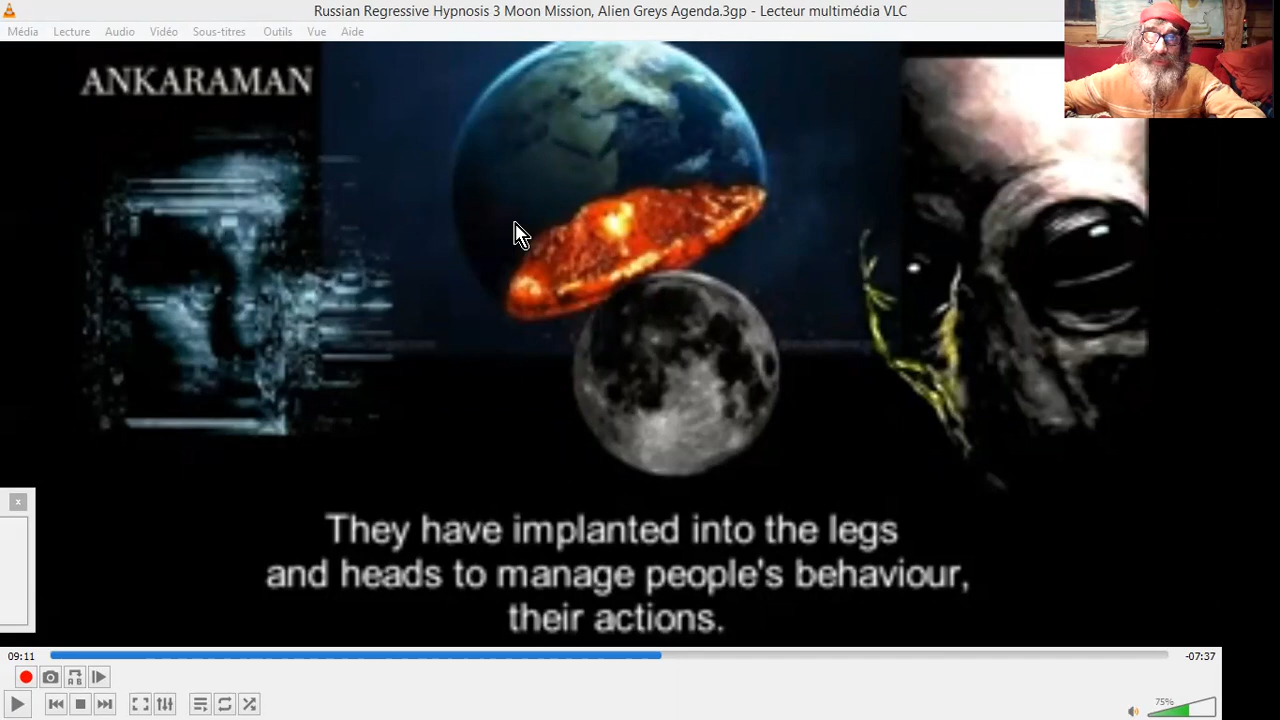 Russian Regressive Hypnosis 3 Moon Mission, Alien Greys Agenda.3gp - Lecteur multimédia VLC
Média Lecture Audio Vidéo Sous-titres Outils Vue Aide
ANKARAMAN
x
They have implanted into the legs
and heads to manage people's behaviour,
their actions.
09:11
-07:37
75%